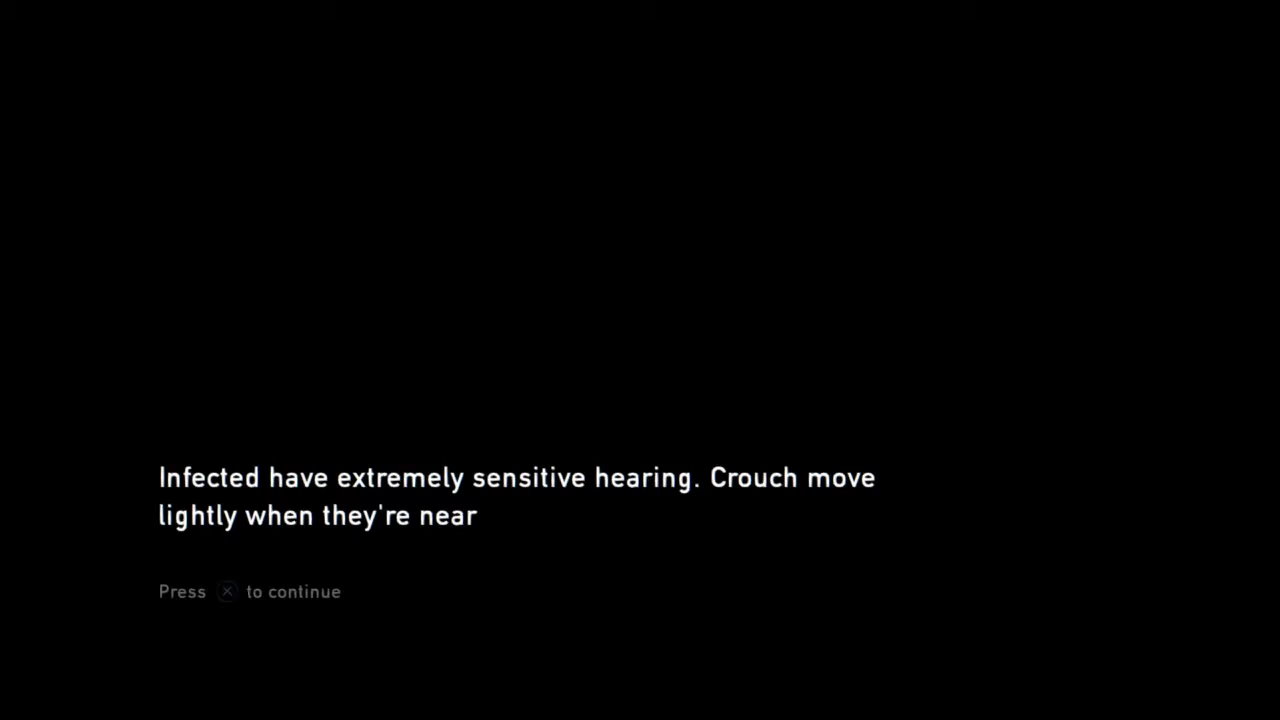 Infected have extremely sensitive hearing. Crouch move
lightly when they're near
Press ⓧ to continue